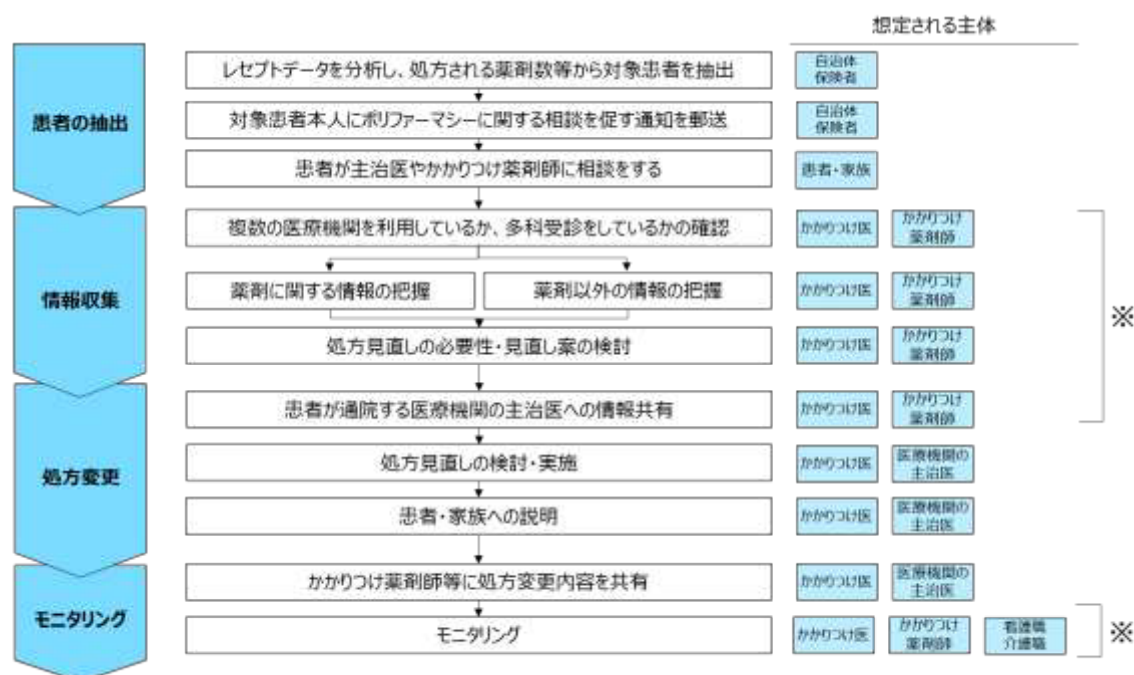 想定される主体
患者の抽出
レセプトデータを分析し、処方される薬剤数等から対象患者を抽出
自治体
保険者
対象患者本人にポリファーマシーに関する相談を促す通知を郵送
自治体
保険者
患者が主治医やかかりつけ薬剤師に相談をする
患者・家族
情報収集
複数の医療機関を利用しているか、多科受診をしているかの確認
かかりつけ医
かかりつけ
薬剤師
薬剤に関する情報の把握
薬剤以外の情報の把握
かかりつけ医
かかりつけ
薬剤師
処方見直しの必要性・見直し案の検討
かかりつけ医
かかりつけ
薬剤師
※
処方変更
患者が通院する医療機関の主治医への情報共有
かかりつけ医
かかりつけ
薬剤師
処方見直しの検討・実施
かかりつけ医
医療機関の
主治医
患者・家族への説明
かかりつけ医
医療機関の
主治医
モニタリング
かかりつけ薬剤師等に処方変更内容を共有
かかりつけ医
医療機関の
主治医
モニタリング
かかりつけ医
かかりつけ
薬剤師
看護職
介護職
※